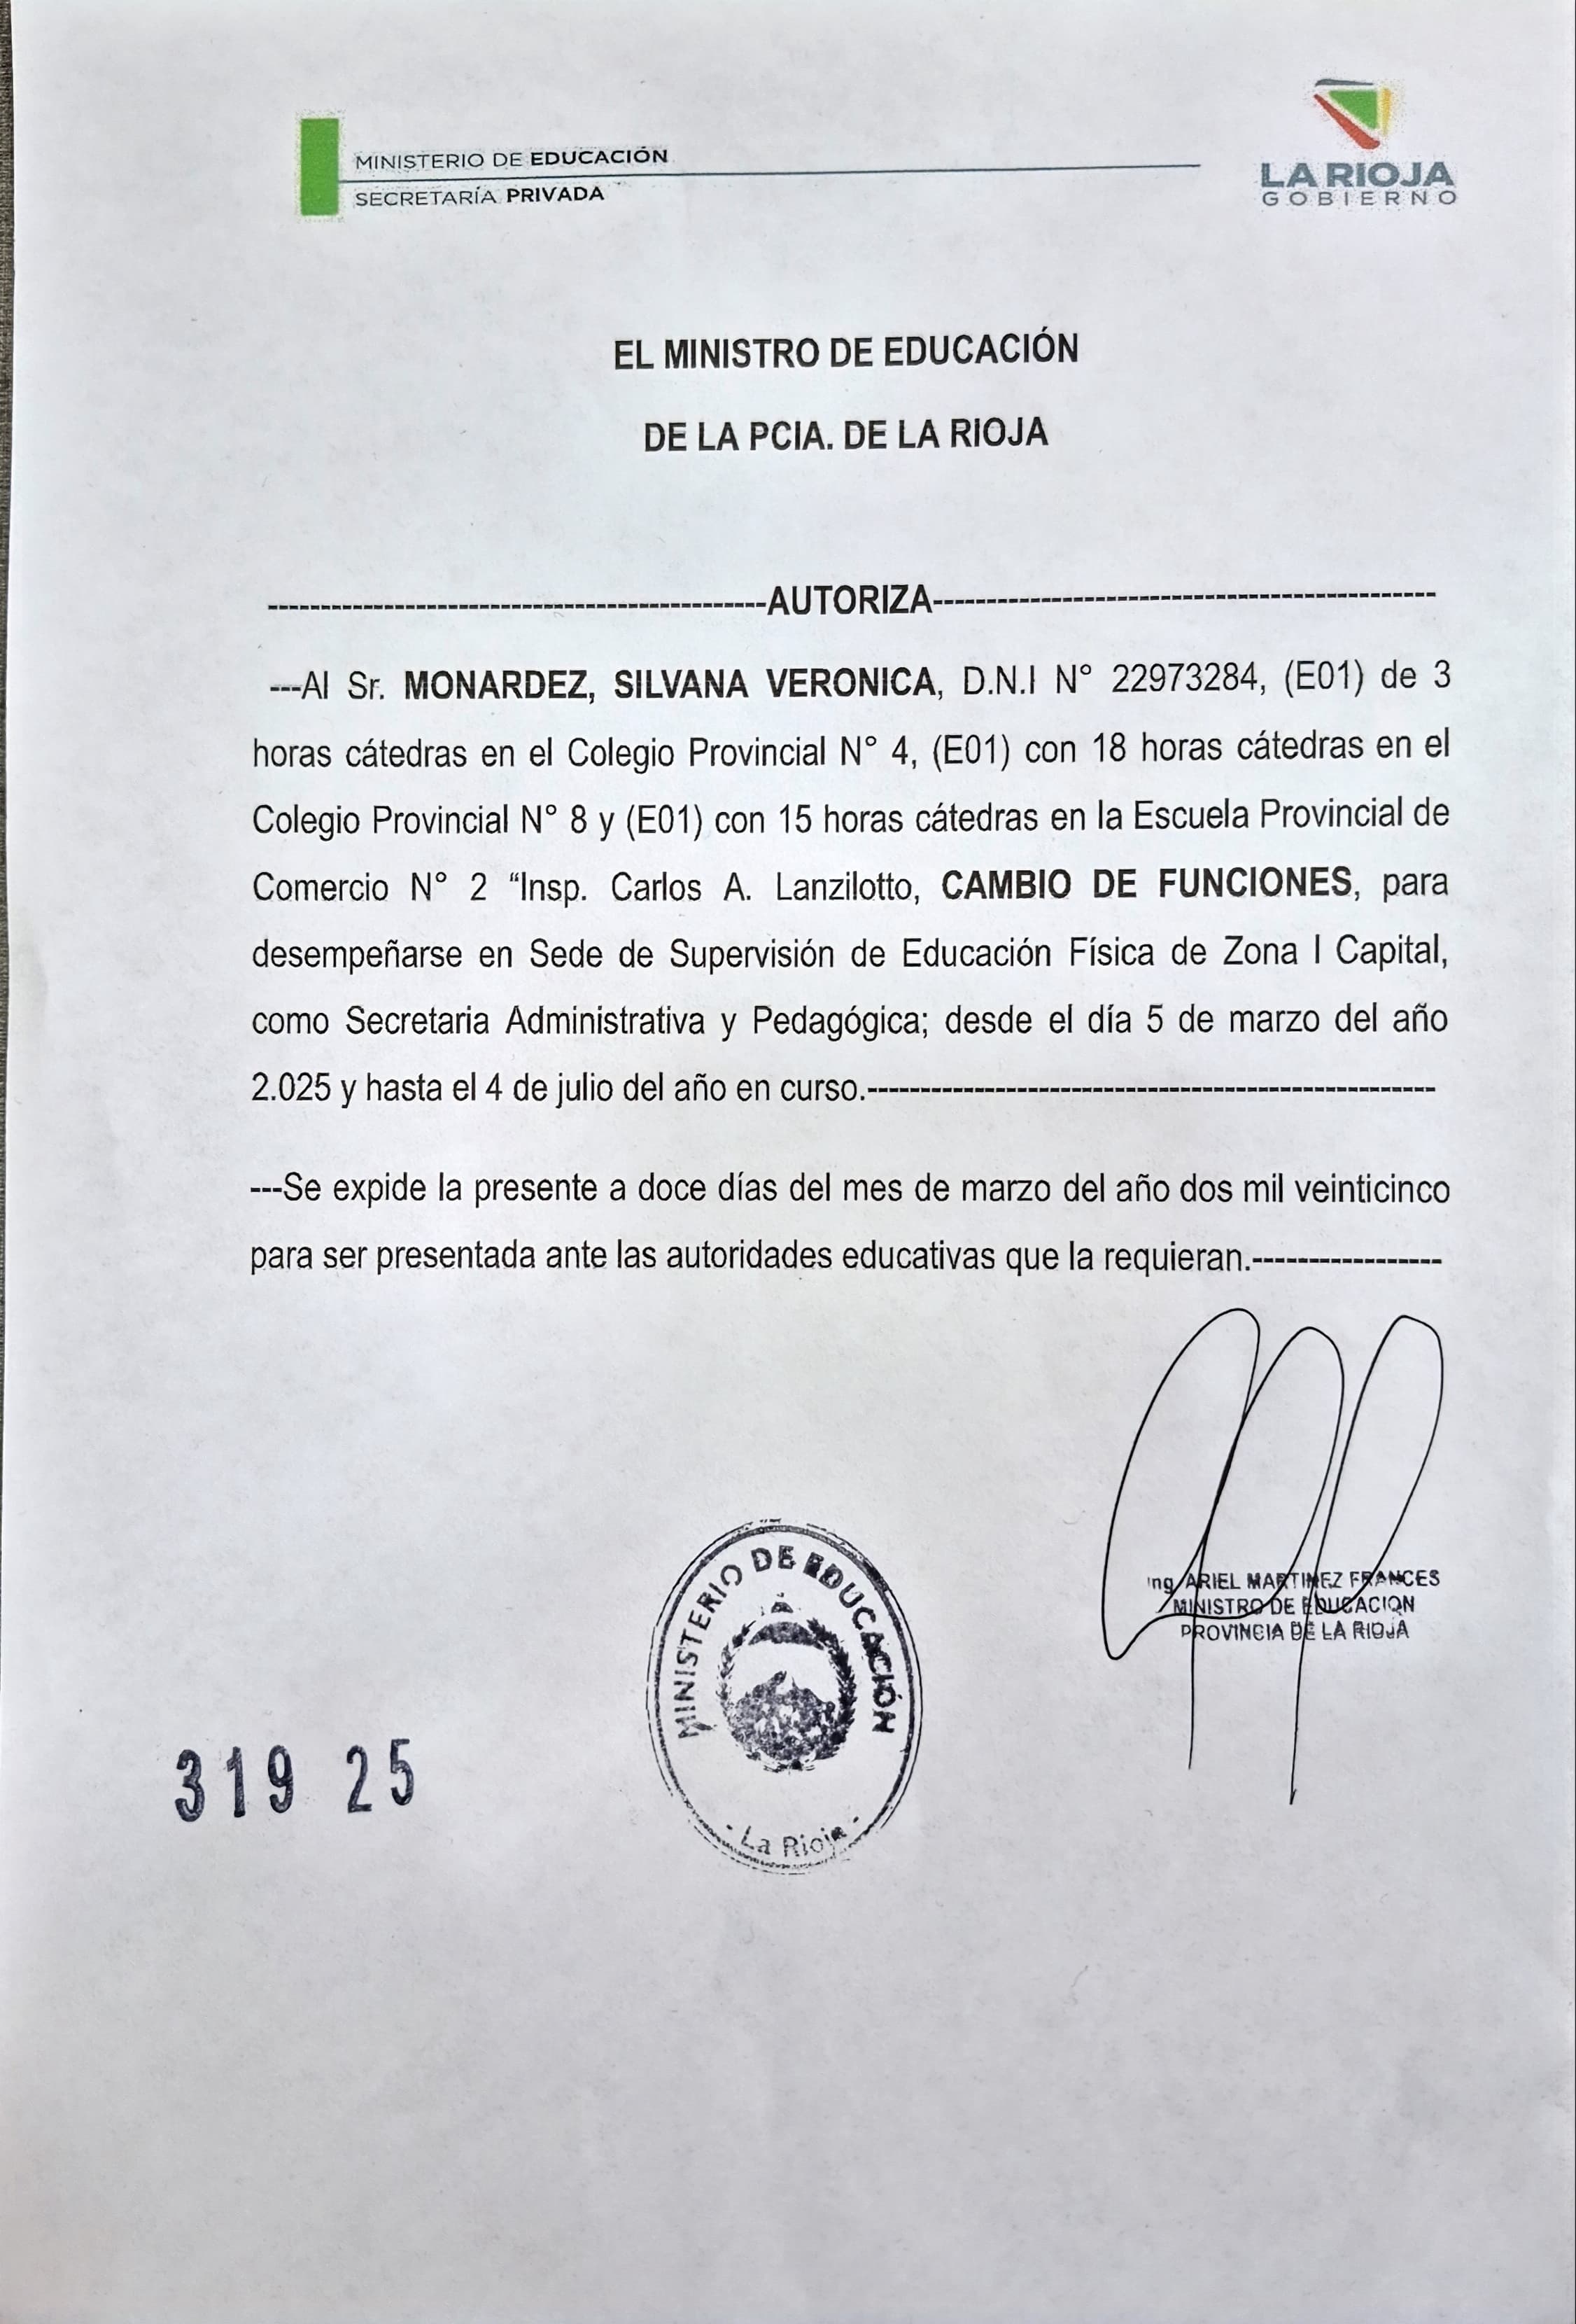 MINISTERIO DE EDUCACIÓN
SECRETARÍA PRIVADA
LA RIOJA
GOBIERNO
EL MINISTRO DE EDUCACIÓN
DE LA PCIA. DE LA RIOJA
-----------------------------------------------AUTORIZA-----------------------------------------------
---Al Sr. MONARDEZ, SILVANA VERONICA, D.N.I N° 22973284, (E01) de 3
horas cátedras en el Colegio Provincial N° 4, (E01) con 18 horas cátedras en el
Colegio Provincial N° 8 y (E01) con 15 horas cátedras en la Escuela Provincial de
Comercio N° 2 “Insp. Carlos A. Lanzilotto, CAMBIO DE FUNCIONES, para
desempeñarse en Sede de Supervisión de Educación Física de Zona I Capital,
como Secretaria Administrativa y Pedagógica; desde el día 5 de marzo del año
2.025 y hasta el 4 de julio del año en curso.-----------------------------------------------------
---Se expide la presente a doce días del mes de marzo del año dos mil veinticinco
para ser presentada ante las autoridades educativas que la requieran.-----------------
Ing ARIEL MARTINEZ FRANCES
MINISTRO DE EDUCACION
PROVINCIA DE LA RIOJA
MINISTERIO DE EDUCACIÓN
- La Rioja -
319 25